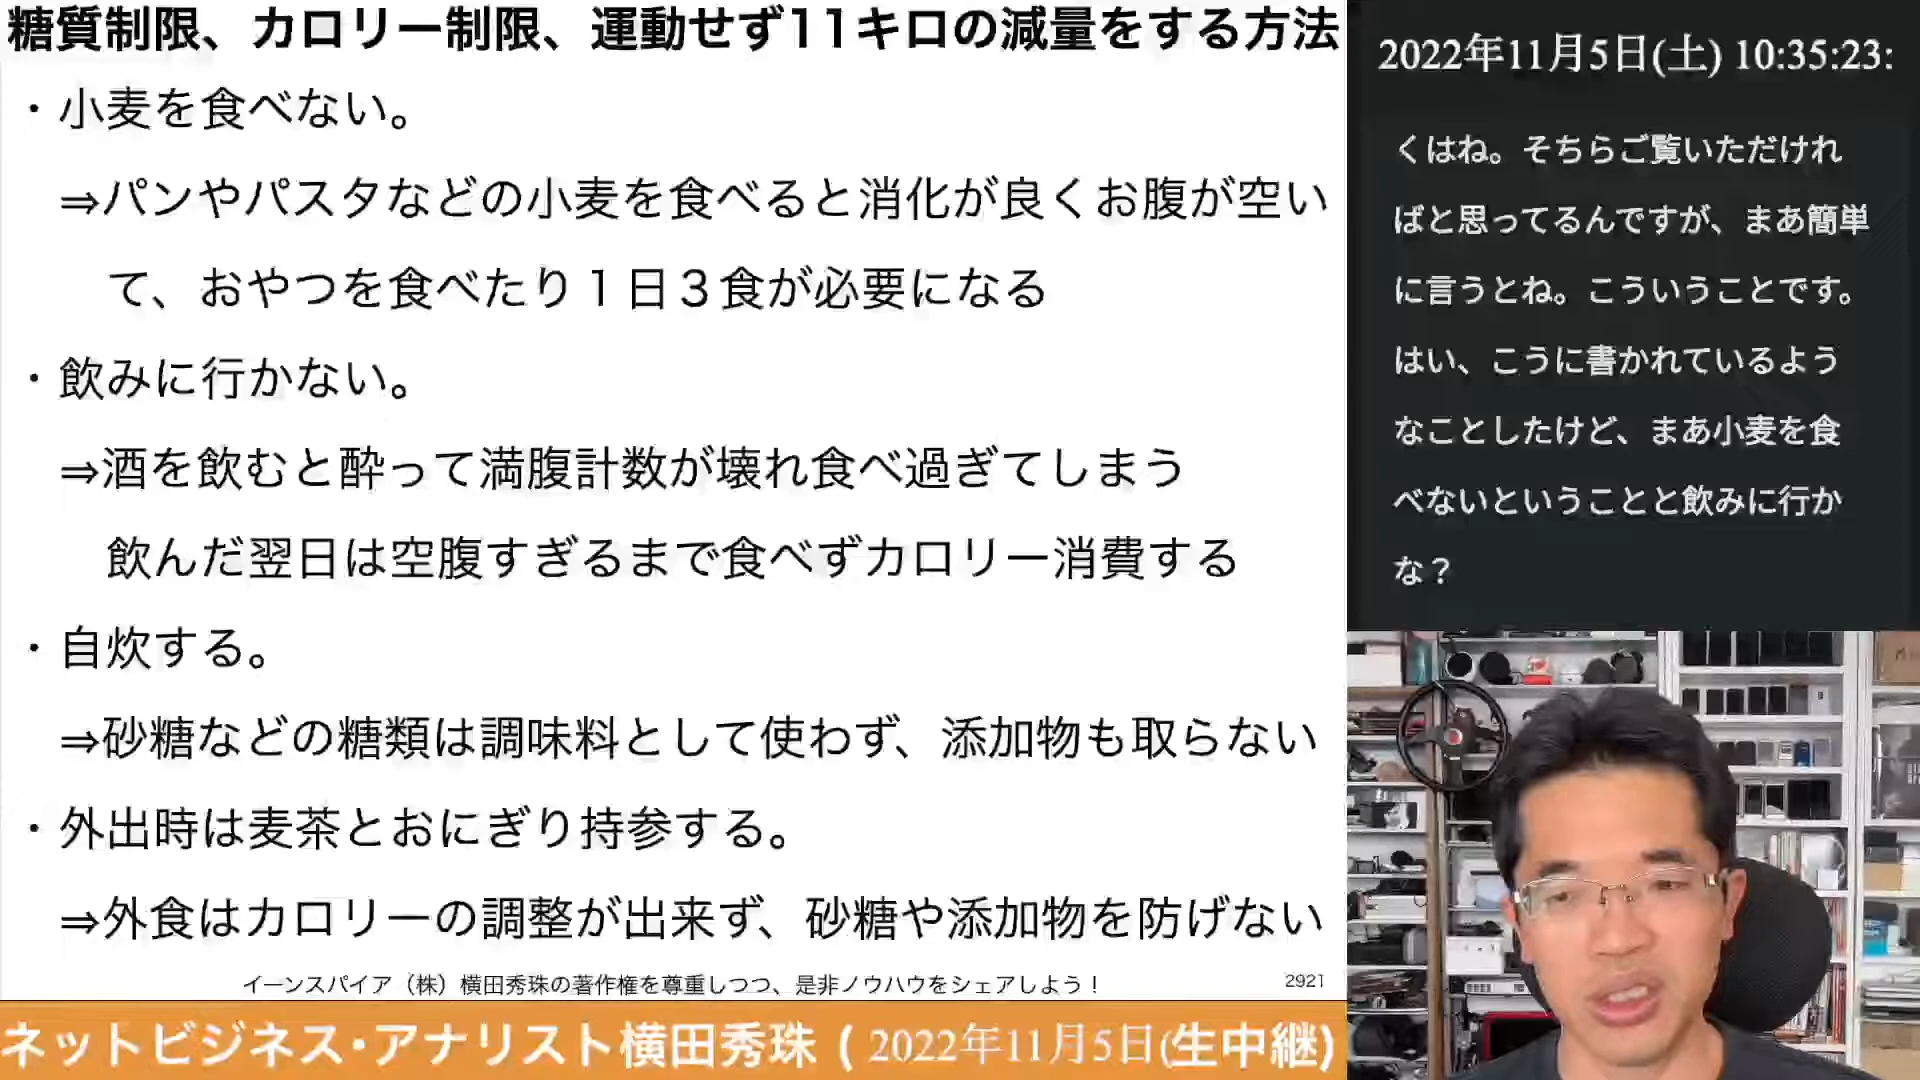 糖質制限、カロリー制限、運動せず11キロの減量をする方法
・小麦を食べない。
⇒パンやパスタなどの小麦を食べると消化が良くお腹が空い
て、おやつを食べたり１日３食が必要になる
・飲みに行かない。
⇒酒を飲むと酔って満腹計数が壊れ食べ過ぎてしまう
飲んだ翌日は空腹すぎるまで食べずカロリー消費する
・自炊する。
⇒砂糖などの糖類は調味料として使わず、添加物も取らない
・外出時は麦茶とおにぎり持参する。
⇒外食はカロリーの調整が出来ず、砂糖や添加物を防げない
イーンスパイア（株）横田秀珠の著作権を尊重しつつ、是非ノウハウをシェアしよう！
2921
ネットビジネス・アナリスト横田秀珠 ( 2022年11月5日(生中継)
2022年11月5日(土) 10:35:23:
くはね。そちらご覧いただけれ
ばと思ってるんですが、まあ簡単
に言うとね。こういうことです。
はい、こうに書かれているよう
なことしたけど、まあ小麦を食
べないということと飲みに行か
な？